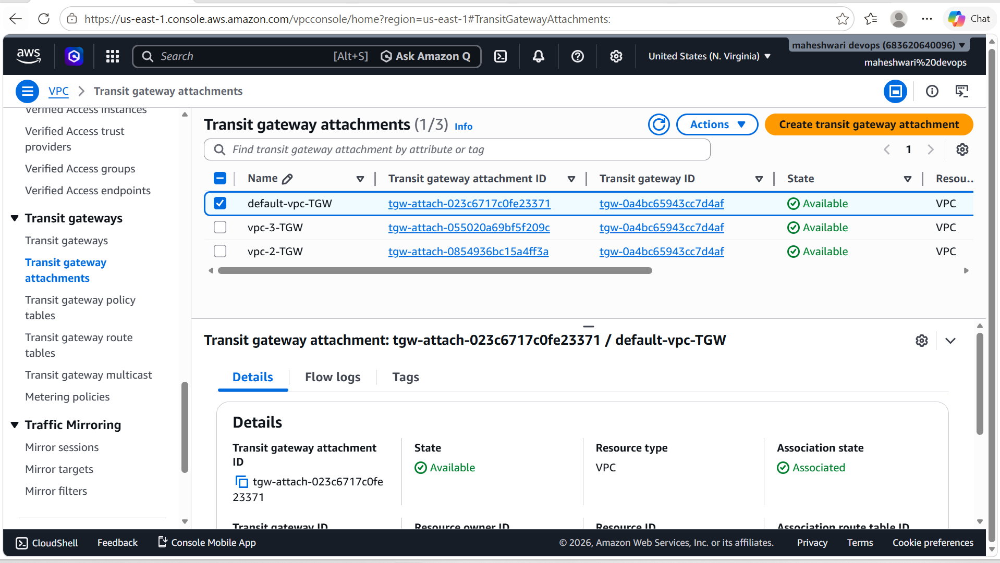 https://us-east-1.console.aws.amazon.com/vpcconsole/home?region=us-east-1#TransitGatewayAttachments:
Chat
aws
Search [Alt+S] Ask Amazon Q
United States (N. Virginia)
maheshwari devops (683620640096)
maheshwari%20devops
VPC
Transit gateway attachments
Verified Access instances
Verified Access trust
providers
Verified Access groups
Verified Access endpoints
Transit gateways
Transit gateways
Transit gateway
attachments
Transit gateway policy
tables
Transit gateway route
tables
Transit gateway multicast
Metering policies
Traffic Mirroring
Mirror sessions
Mirror targets
Mirror filters
Transit gateway attachments (1/3) Info
Actions
Create transit gateway attachment
Find transit gateway attachment by attribute or tag
1
Name Transit gateway attachment ID Transit gateway ID State Resou..
default-vpc-TGW tgw-attach-023c6717c0fe23371 tgw-0a4bc65943cc7d4af Available VPC
vpc-3-TGW tgw-attach-055020a69bf5f209c tgw-0a4bc65943cc7d4af Available VPC
vpc-2-TGW tgw-attach-0854936bc15a4ff3a tgw-0a4bc65943cc7d4af Available VPC
Transit gateway attachment: tgw-attach-023c6717c0fe23371 / default-vpc-TGW
Details Flow logs Tags
Details
Transit gateway attachment
ID
tgw-attach-023c6717c0fe
23371
State
Available
Resource type
VPC
Association state
Associated
Transit gateway ID
Resource owner ID
Resource ID
Association route table ID
CloudShell Feedback Console Mobile App
© 2026, Amazon Web Services, Inc. or its affiliates. Privacy Terms Cookie preferences